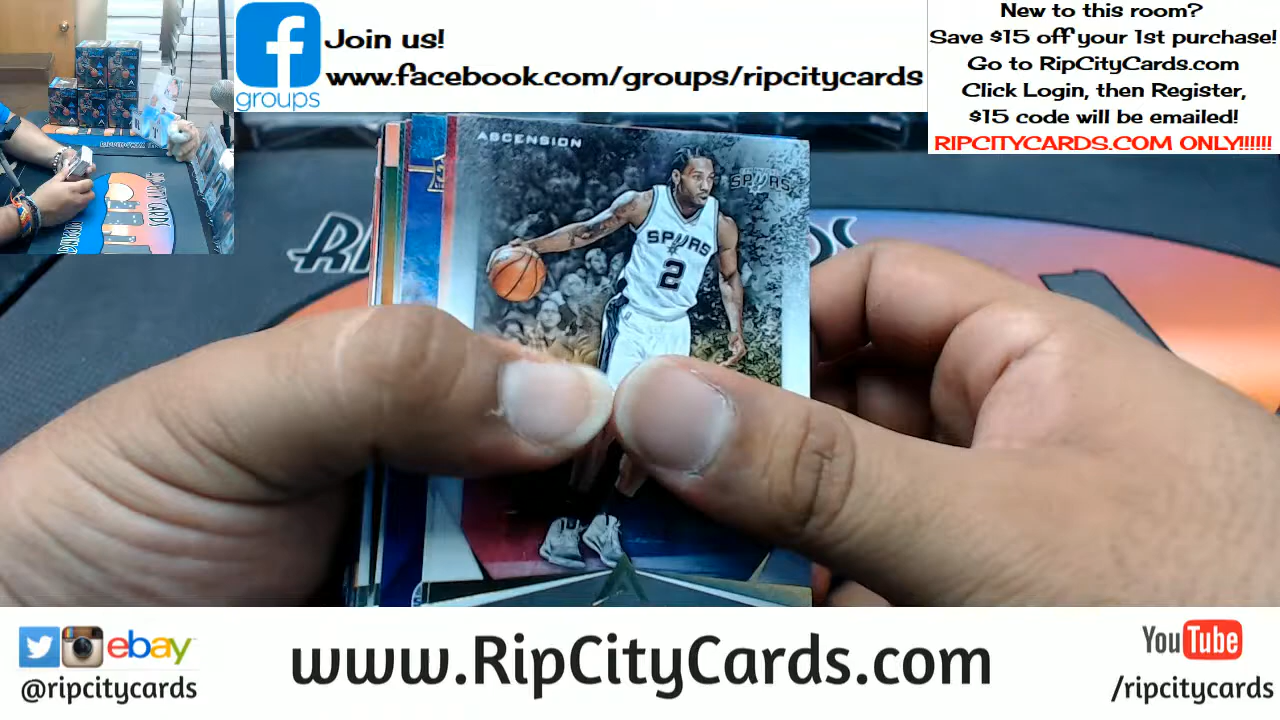 Join us!
www.facebook.com/groups/ripcitycards
groups
New to this room?
Save $15 off your 1st purchase!
Go to RipCityCards.com
Click Login, then Register,
$15 code will be emailed!
RIPCITYCARDS.COM ONLY!!!!!!
ASCENSION
SPURS
SPURS
2
ebay
@ripcitycards
www.RipCityCards.com
YouTube
/ripcitycards